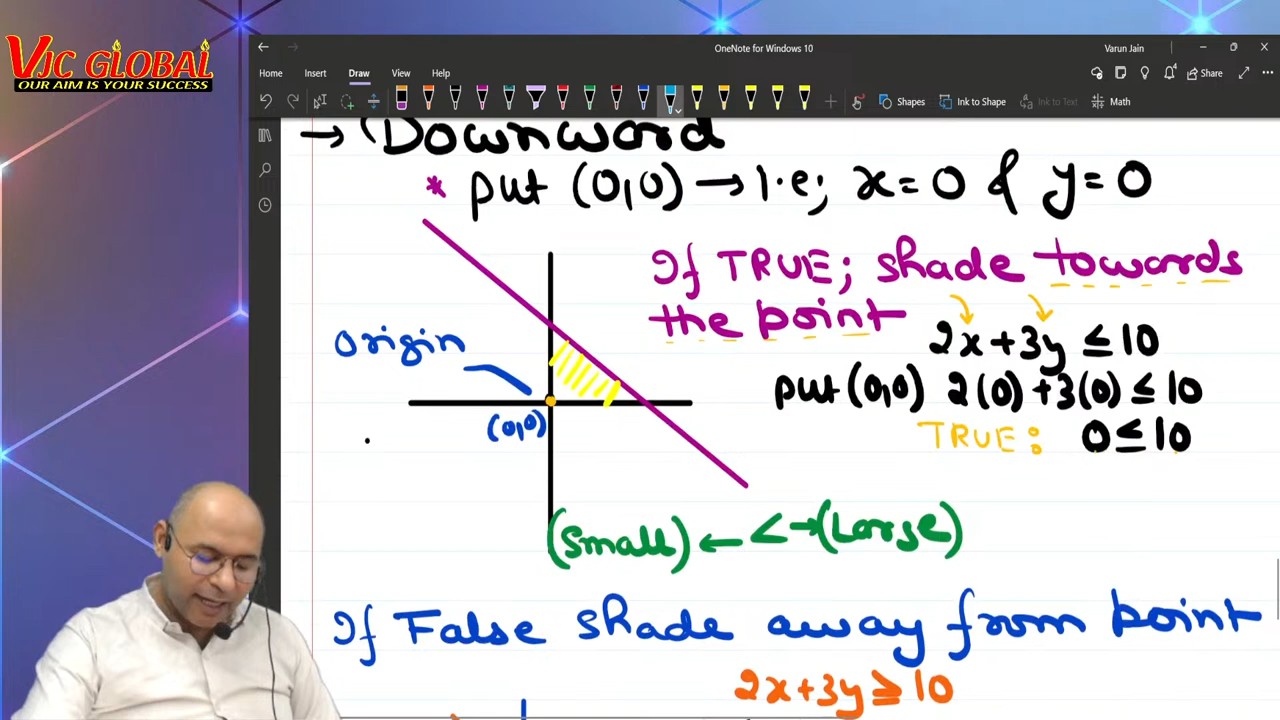 VJC GLOBAL
OUR AIM IS YOUR SUCCESS
OneNote for Windows 10
Varun Jain
Home Insert Draw View Help
Share
Shapes Ink to Shape Ink to Text Math
→ Downward
* put (0,0) → i.e; x=0 & y=0
If TRUE; shade towards
the point
origin
2x+3y ≤10
put (0,0) 2(0)+3(0) ≤ 10
(0,0)
TRUE: 0≤10
(Small) ← < → (Large)
If False shade away from point
2x+3y≥10